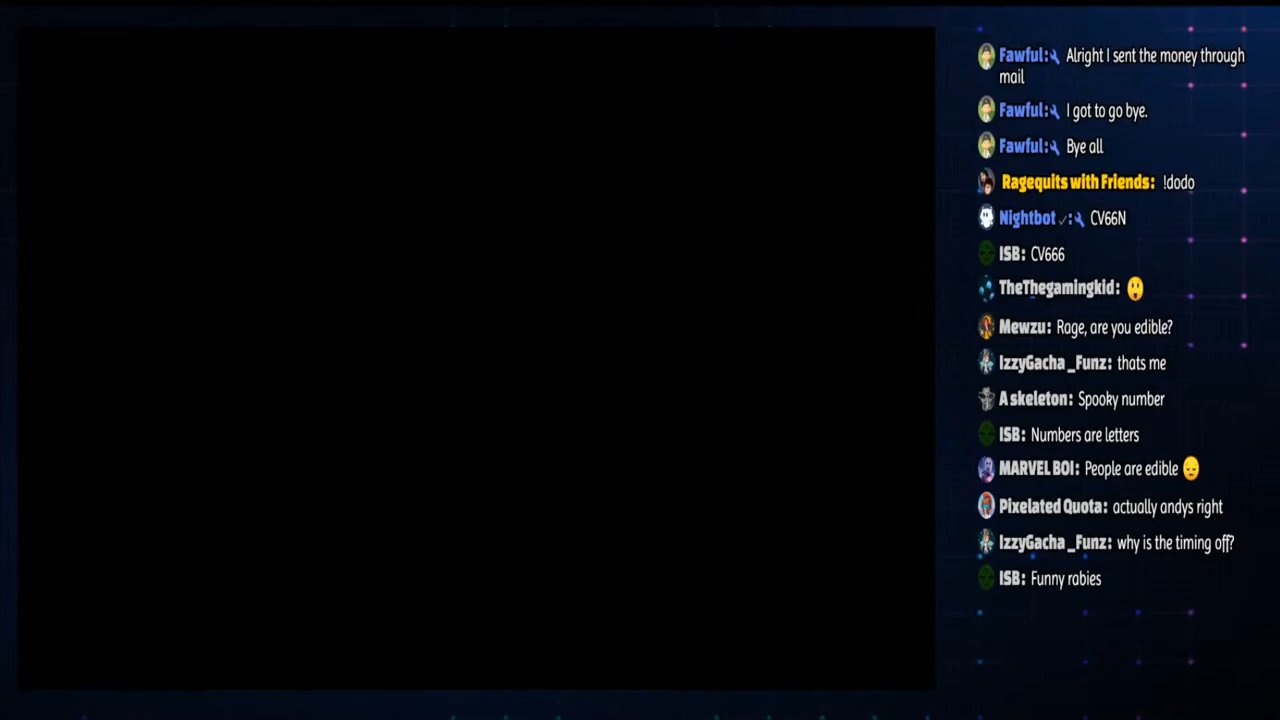 Fawful: Alright I sent the money through
mail
Fawful: I got to go bye.
Fawful: Bye all
Ragequits with Friends: !dodo
Nightbot ✓: CV66N
ISB: CV666
TheThegamingkid: 😲
Mewzu: Rage, are you edible?
IzzyGacha_Funz: thats me
A skeleton: Spooky number
ISB: Numbers are letters
MARVEL BOI: People are edible 😔
Pixelated Quota: actually andys right
IzzyGacha_Funz: why is the timing off?
ISB: Funny rabies